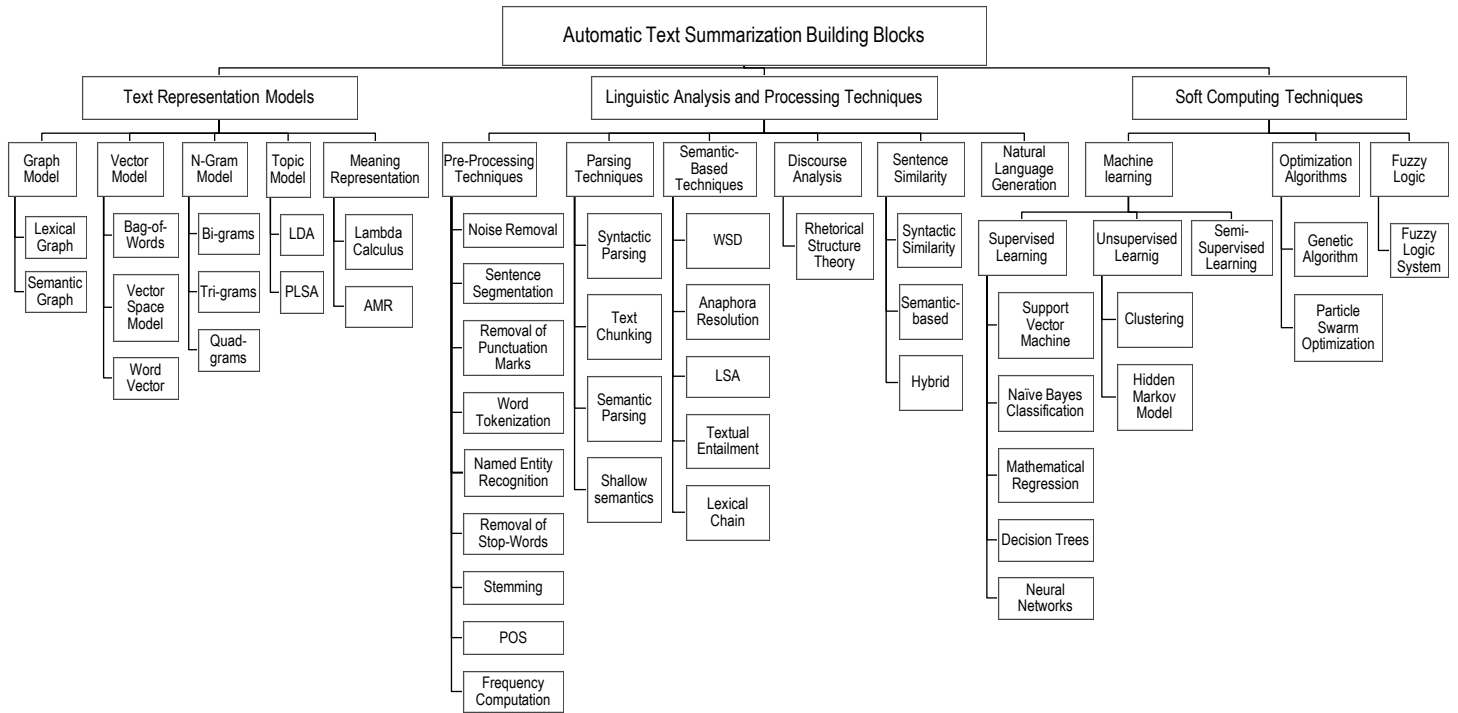 Automatic Text Summarization Building Blocks
Text Representation Models
Linguistic Analysis and Processing Techniques
Soft Computing Techniques
Graph
Model
Vector
Model
N-Gram
Model
Topic
Model
Meaning
Representation
Pre-Processing
Techniques
Parsing
Techniques
Semantic-
Based
Techniques
Discourse
Analysis
Sentence
Similarity
Natural
Language
Generation
Machine
learning
Optimization
Algorithms
Fuzzy
Logic
Lexical
Graph
Semantic
Graph
Bag-of-
Words
Vector
Space
Model
Word
Vector
Bi-grams
Tri-grams
Quad-
grams
LDA
PLSA
Lambda
Calculus
AMR
Noise Removal
Sentence
Segmentation
Removal of
Punctuation
Marks
Word
Tokenization
Named Entity
Recognition
Removal of
Stop-Words
Stemming
POS
Frequency
Computation
Syntactic
Parsing
Text
Chunking
Semantic
Parsing
Shallow
semantics
WSD
Anaphora
Resolution
LSA
Textual
Entailment
Lexical
Chain
Rhetorical
Structure
Theory
Syntactic
Similarity
Semantic-
based
Hybrid
Supervised
Learning
Support
Vector
Machine
Naïve Bayes
Classification
Mathematical
Regression
Decision Trees
Neural
Networks
Unsupervised
Learnig
Clustering
Hidden
Markov
Model
Semi-
Supervised
Learning
Genetic
Algorithm
Particle
Swarm
Optimization
Fuzzy
Logic
System